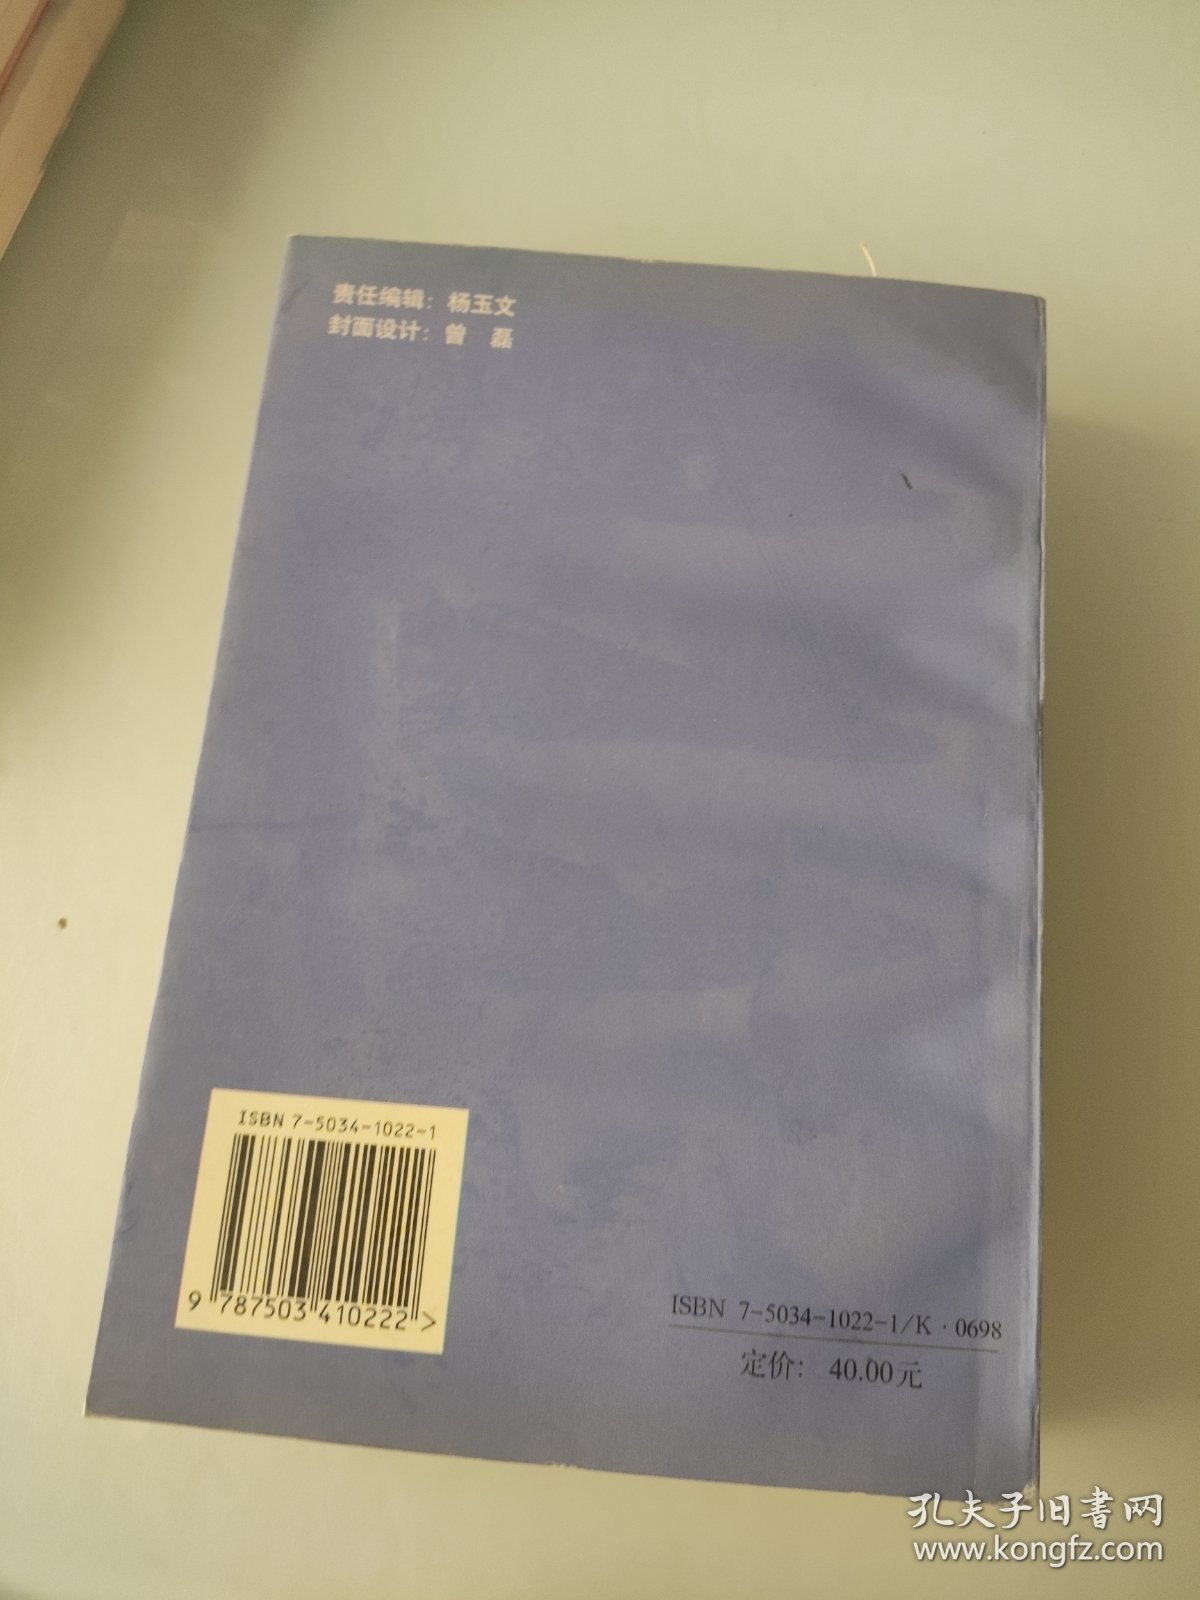 责任编辑：杨玉文
封面设计：曾 磊
ISBN 7-5034-1022-1
9 787503 410222 >
ISBN 7-5034-1022-1/K·0698
定价： 40.00元
孔夫子旧书网
www.kongfz.com